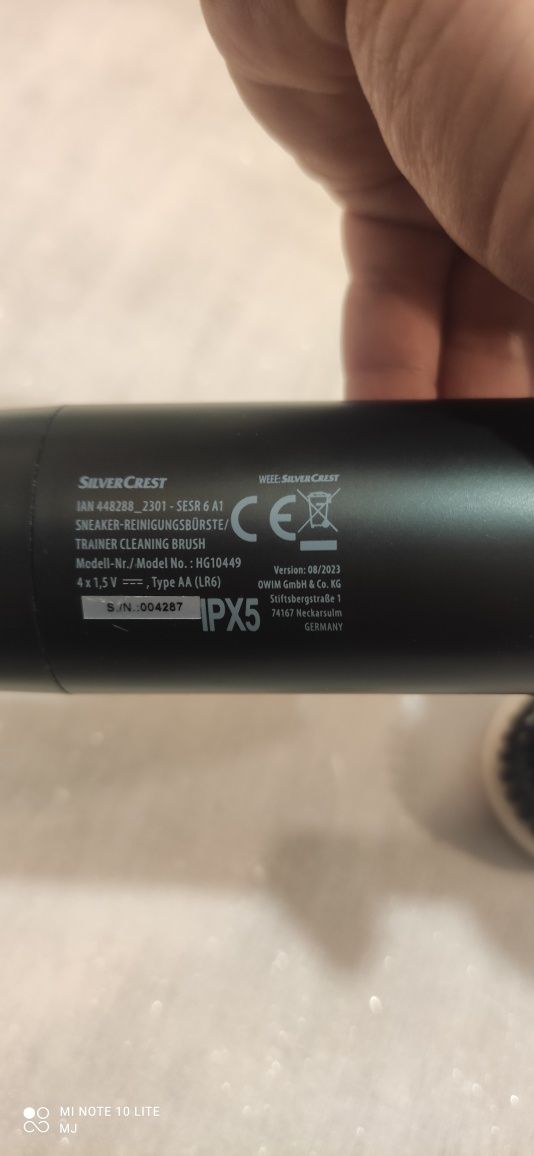 SILVERCREST
IAN 448288_2301 - SESR 6 A1
SNEAKER-REINIGUNGSBÜRSTE/
TRAINER CLEANING BRUSH
Modell-Nr./Model No. : HG10449
4 x 1,5 V ⎓, Type AA (LR6)
S./N.:004287
IPX5
WEEE: SILVERCREST
CE
Version: 08/2023
OWIM GmbH & Co. KG
Stiftsbergstraße 1
74167 Neckarsulm
GERMANY
MI NOTE 10 LITE
MJ